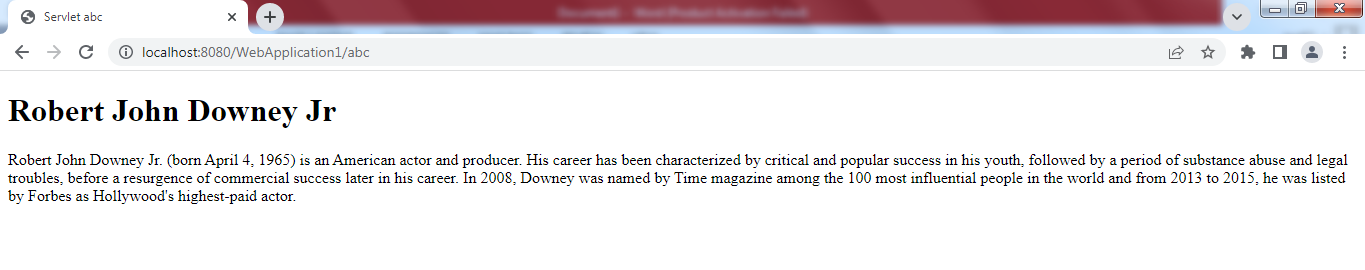 Servlet abc
localhost:8080/WebApplication1/abc
Robert John Downey Jr
Robert John Downey Jr. (born April 4, 1965) is an American actor and producer. His career has been characterized by critical and popular success in his youth, followed by a period of substance abuse and legal
troubles, before a resurgence of commercial success later in his career. In 2008, Downey was named by Time magazine among the 100 most influential people in the world and from 2013 to 2015, he was listed
by Forbes as Hollywood's highest-paid actor.